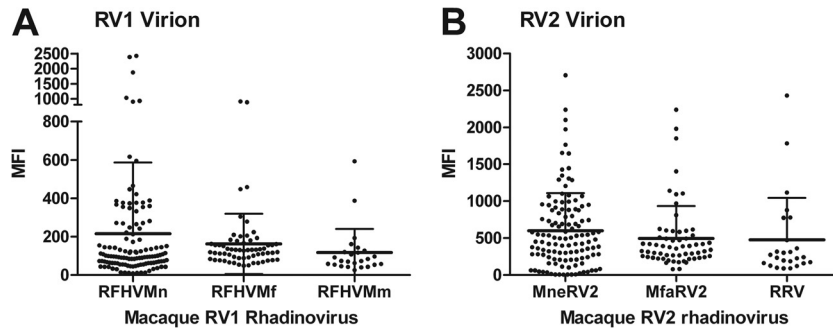 A RV1 Virion
2500
2000
1500
1000
800
600
400
200
0
MFI
RFHVMn RFHVMf RFHVMm
Macaque RV1 Rhadinovirus
B RV2 Virion
3000
2500
2000
1500
1000
500
0
MFI
MneRV2 MfaRV2 RRV
Macaque RV2 rhadinovirus